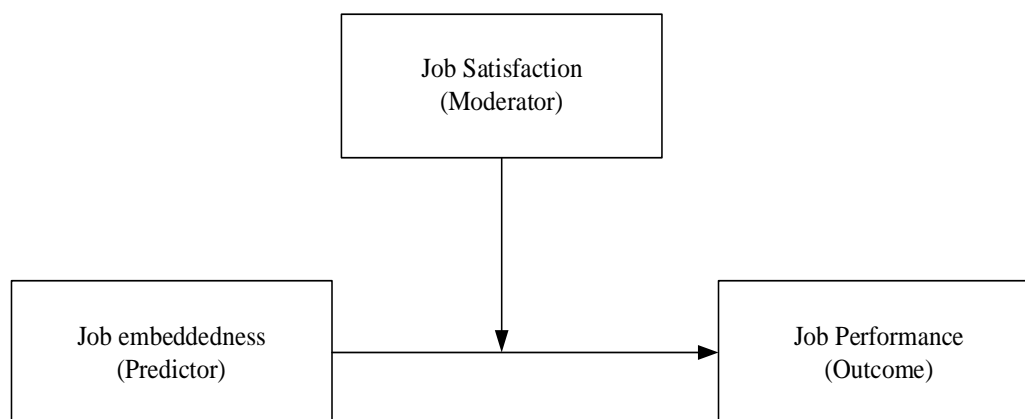 Job Satisfaction
(Moderator)
Job embeddedness
(Predictor)
Job Performance
(Outcome)